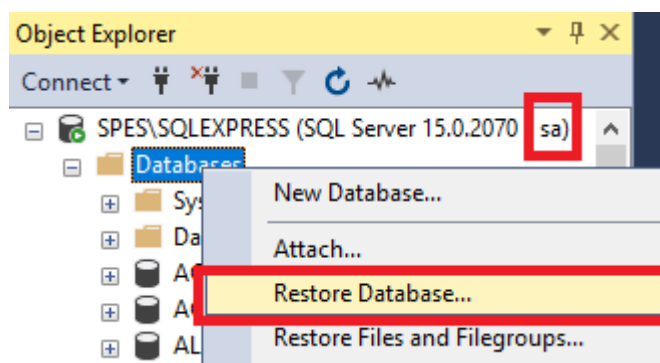 Object Explorer
Connect
SPES\SQLEXPRESS (SQL Server 15.0.2070 sa)
Databases
New Database...
Attach...
Restore Database...
AL
Restore Files and Filegroups...